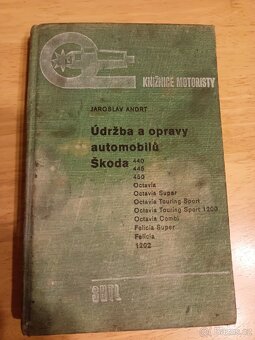 KNIŽNICE MOTORISTY
JAROSLAV ANDRT
Údržba a opravy
automobilů
Škoda 440
445
450
Octavia
Octavia Super
Octavia Touring Sport
Octavia Touring Sport 1200
Octavia Combi
Felicia Super
Felicia
1202
SNTL